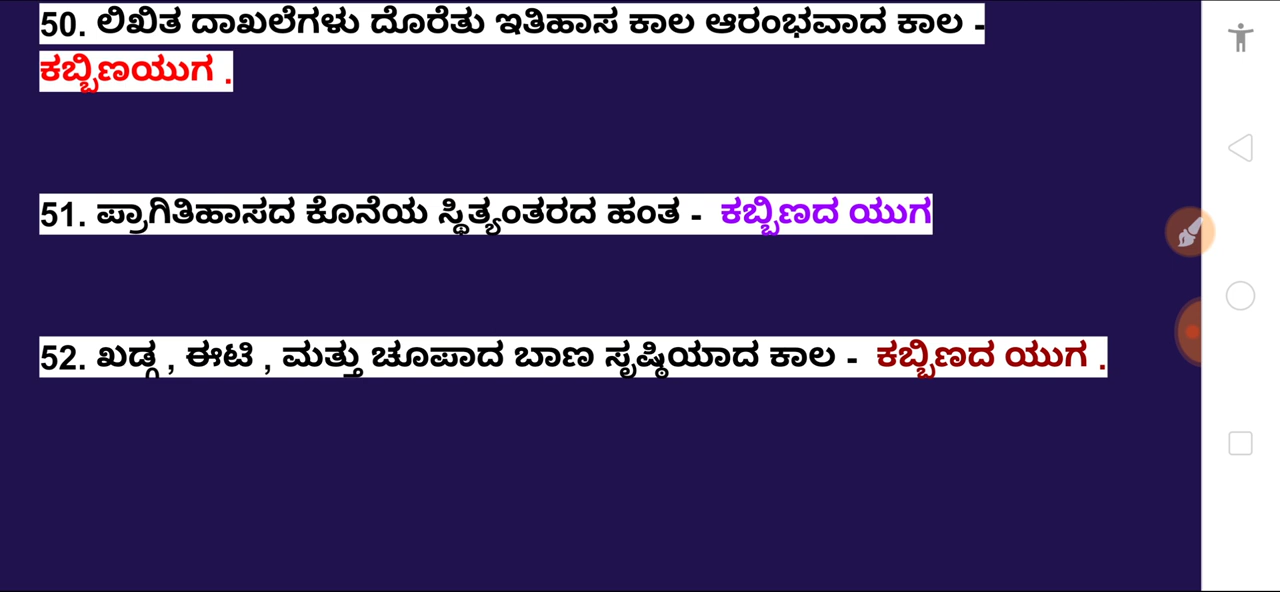 50. ಲಿಖಿತ ದಾಖಲೆಗಳು ದೊರೆತು ಇತಿಹಾಸ ಕಾಲ ಆರಂಭವಾದ ಕಾಲ -
ಕಬ್ಬಿಣಯುಗ .
51. ಪ್ರಾಗಿತಿಹಾಸದ ಕೊನೆಯ ಸ್ಥಿತ್ಯಂತರದ ಹಂತ - ಕಬ್ಬಿಣದ ಯುಗ
52. ಖಡ್ಗ , ಈಟಿ , ಮತ್ತು ಚೂಪಾದ ಬಾಣ ಸೃಷ್ಠಿಯಾದ ಕಾಲ - ಕಬ್ಬಿಣದ ಯುಗ .